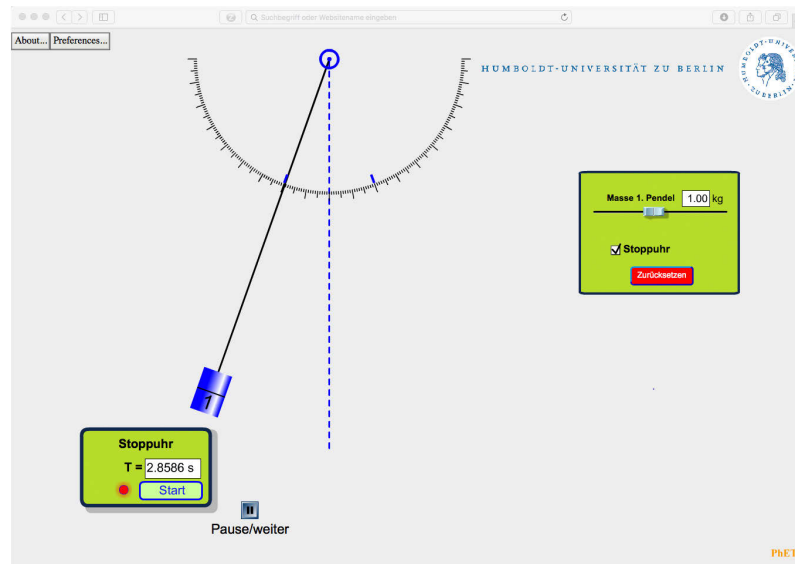 Q Suchbegriff oder Websitename eingeben
About... Preferences...
HUMBOLDT-UNIVERSITÄT ZU BERLIN
Masse 1. Pendel 1.00 kg
Stoppuhr
Zurücksetzen
1
Stoppuhr
T = 2.8586 s
Start
Pause/weiter
PhET